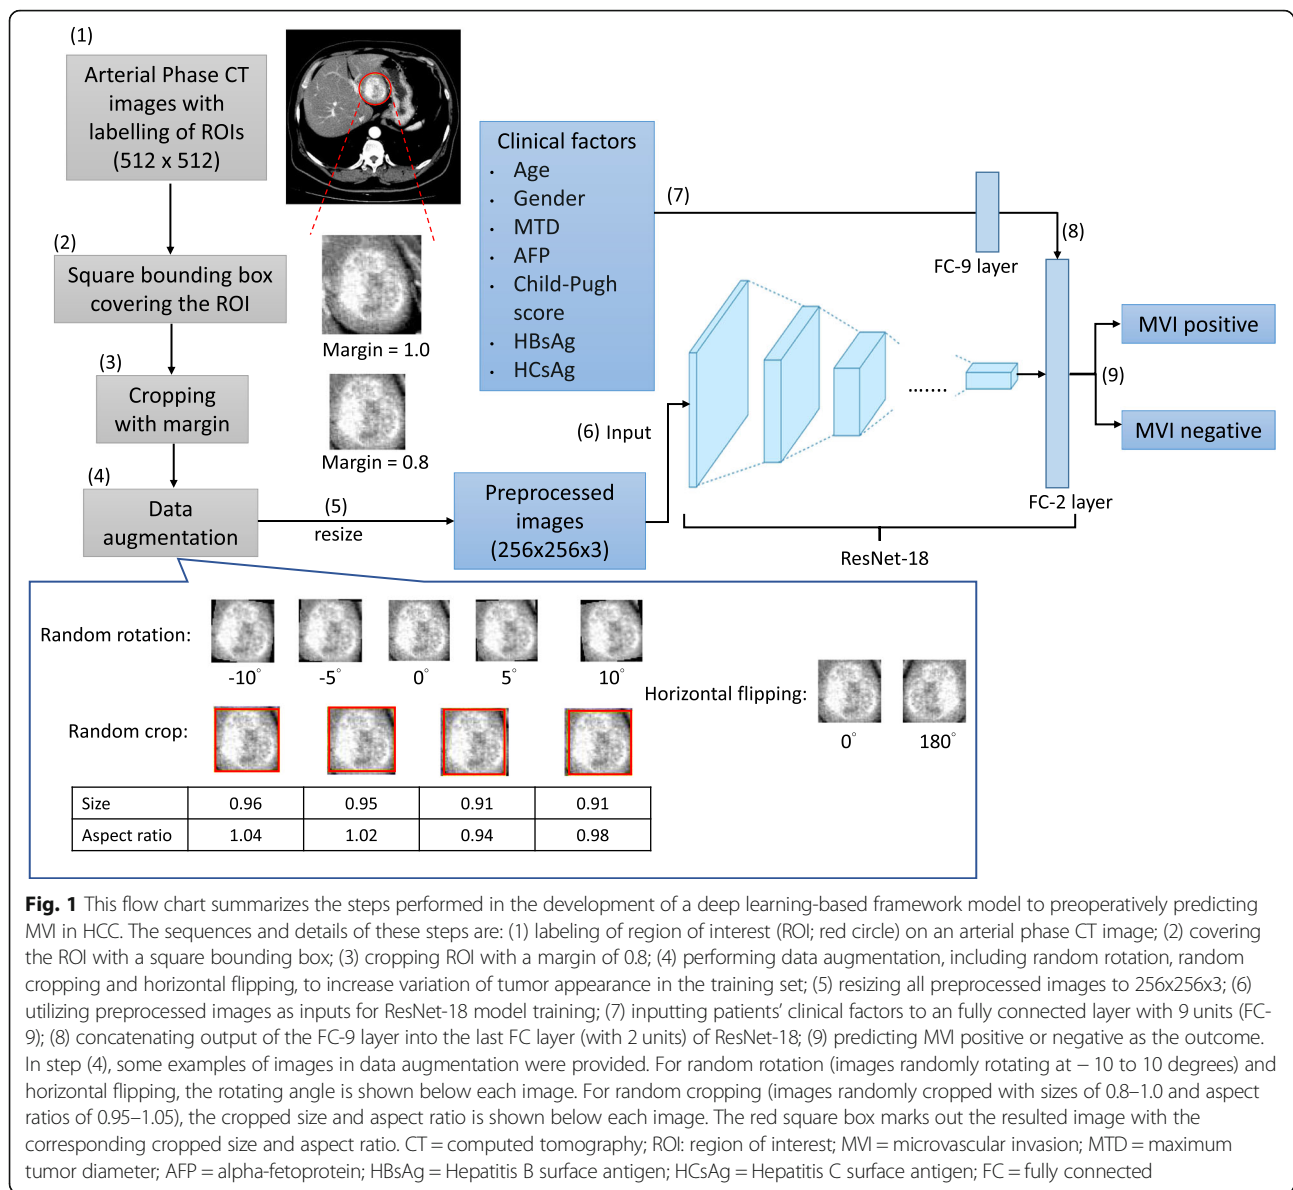 (1)
Arterial Phase CT
images with
labelling of ROIs
(512 x 512)
(2)
Square bounding box
covering the ROI
(3)
Cropping
with margin
(4)
Data
augmentation
Margin = 1.0
Margin = 0.8
(5)
resize
Preprocessed
images
(256x256x3)
(6) Input
Clinical factors
• Age
• Gender
• MTD
• AFP
• Child-Pugh
score
• HBsAg
• HCsAg
(7)
FC-9 layer
(8)
.......
FC-2 layer
ResNet-18
(9)
MVI positive
MVI negative
Random rotation:
-10° -5° 0° 5° 10°
Random crop:
Size 0.96 0.95 0.91 0.91
Aspect ratio 1.04 1.02 0.94 0.98
Horizontal flipping:
0° 180°
Fig. 1 This flow chart summarizes the steps performed in the development of a deep learning-based framework model to preoperatively predicting
MVI in HCC. The sequences and details of these steps are: (1) labeling of region of interest (ROI; red circle) on an arterial phase CT image; (2) covering
the ROI with a square bounding box; (3) cropping ROI with a margin of 0.8; (4) performing data augmentation, including random rotation, random
cropping and horizontal flipping, to increase variation of tumor appearance in the training set; (5) resizing all preprocessed images to 256x256x3; (6)
utilizing preprocessed images as inputs for ResNet-18 model training; (7) inputting patients’ clinical factors to an fully connected layer with 9 units (FC-
9); (8) concatenating output of the FC-9 layer into the last FC layer (with 2 units) of ResNet-18; (9) predicting MVI positive or negative as the outcome.
In step (4), some examples of images in data augmentation were provided. For random rotation (images randomly rotating at − 10 to 10 degrees) and
horizontal flipping, the rotating angle is shown below each image. For random cropping (images randomly cropped with sizes of 0.8–1.0 and aspect
ratios of 0.95–1.05), the cropped size and aspect ratio is shown below each image. The red square box marks out the resulted image with the
corresponding cropped size and aspect ratio. CT = computed tomography; ROI: region of interest; MVI = microvascular invasion; MTD = maximum
tumor diameter; AFP = alpha-fetoprotein; HBsAg = Hepatitis B surface antigen; HCsAg = Hepatitis C surface antigen; FC = fully connected